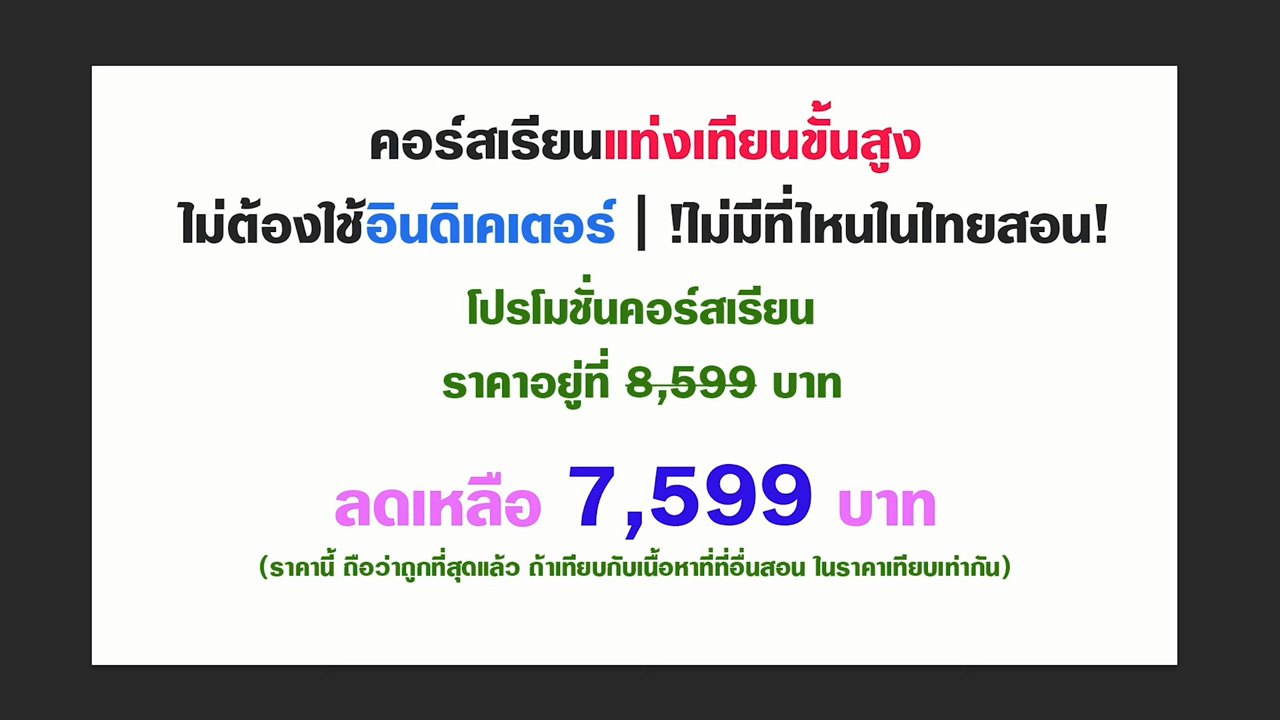 คอร์สเรียนแท่งเทียนขั้นสูง
ไม่ต้องใช้อินดิเคเตอร์ | !ไม่มีที่ไหนในไทยสอน!
โปรโมชั่นคอร์สเรียน
ราคาอยู่ที่ 8,599 บาท
ลดเหลือ 7,599 บาท
(ราคานี้ ถือว่าถูกที่สุดแล้ว ถ้าเทียบกับเนื้อหาที่ที่อื่นสอน ในราคาเทียบเท่ากัน)